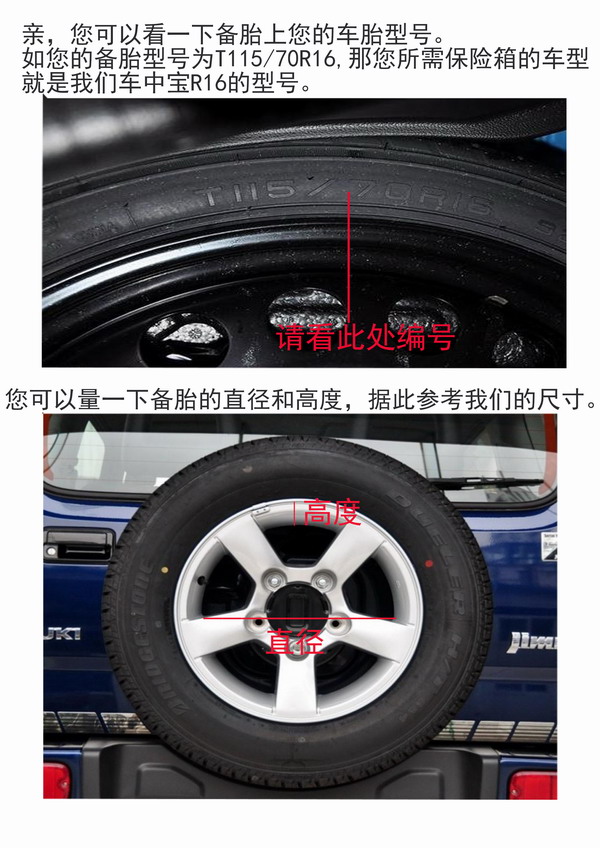 亲，您可以看一下备胎上您的车胎型号。
如您的备胎型号为T115/70R16,那您所需保险箱的车型
就是我们车中宝R16的型号。
T115/70R16
请看此处编号
您可以量一下备胎的直径和高度，据此参考我们的尺寸。
高度
DUELER
BRIDGESTONE
UKI
直径
Jim